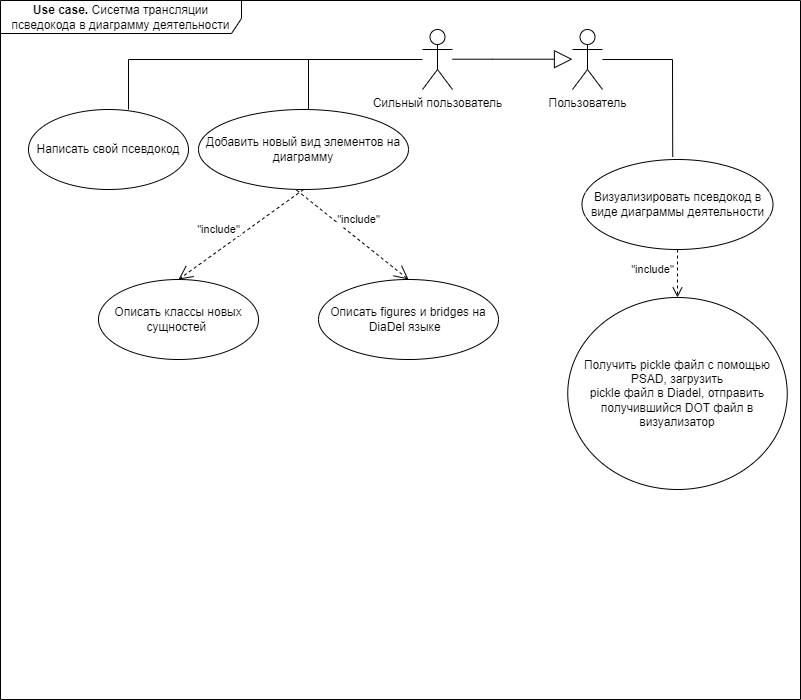 Use case. Сисетма трансляции
пcведокода в диаграмму деятельности
Сильный пользователь
Пользователь
Написать свой псевдокод
Добавить новый вид элементов на
диаграмму
Визуализировать псевдокод в
виде диаграммы деятельности
"include"
"include"
"include"
Описать классы новых
сущностей
Описать figures и bridges на
DiaDel языке
Получить pickle файл с помощью
PSAD, загрузить
pickle файл в Diadel, отправить
получившийся DOT файл в
визуализатор